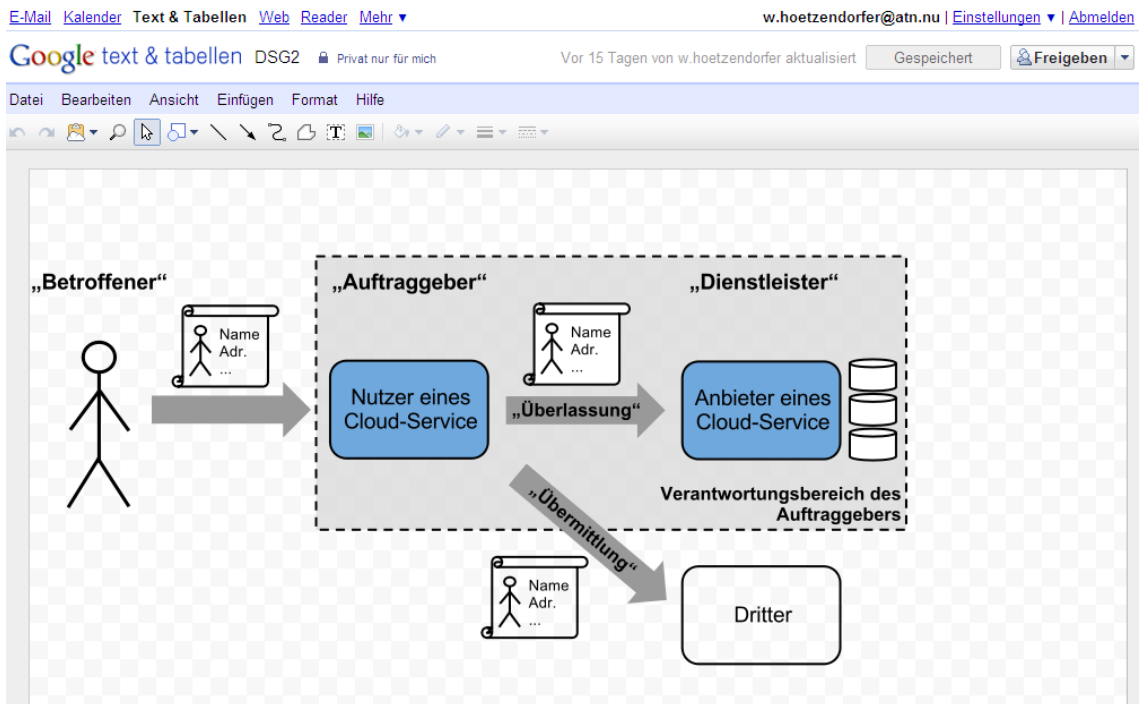 E-Mail Kalender Text & Tabellen Web Reader Mehr ▼ w.hoetzendorfer@atn.nu | Einstellungen ▼ | Abmelden
Google text & tabellen DSG2 Privat nur für mich Vor 15 Tagen von w.hoetzendorfer aktualisiert Gespeichert Freigeben
Datei Bearbeiten Ansicht Einfügen Format Hilfe
T
„Betroffener“
„Auftraggeber“
„Dienstleister“
Name
Adr.
...
Name
Adr.
...
Nutzer eines
Cloud-Service
„Überlassung“
Anbieter eines
Cloud-Service
„Übermittlung“
Verantwortungsbereich des
Auftraggebers
Name
Adr.
...
Dritter